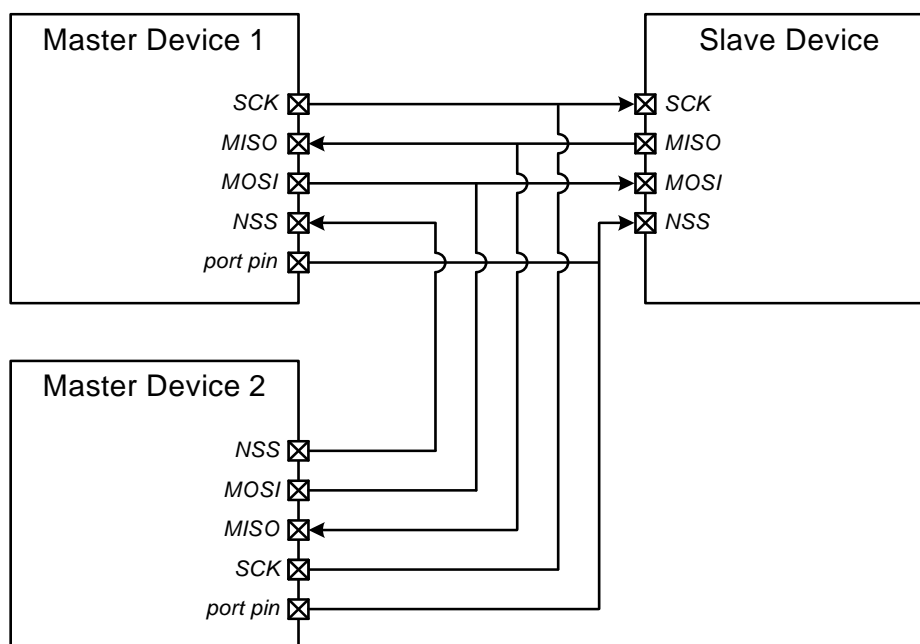 Master Device 1
SCK
MISO
MOSI
NSS
port pin
Slave Device
SCK
MISO
MOSI
NSS
Master Device 2
NSS
MOSI
MISO
SCK
port pin